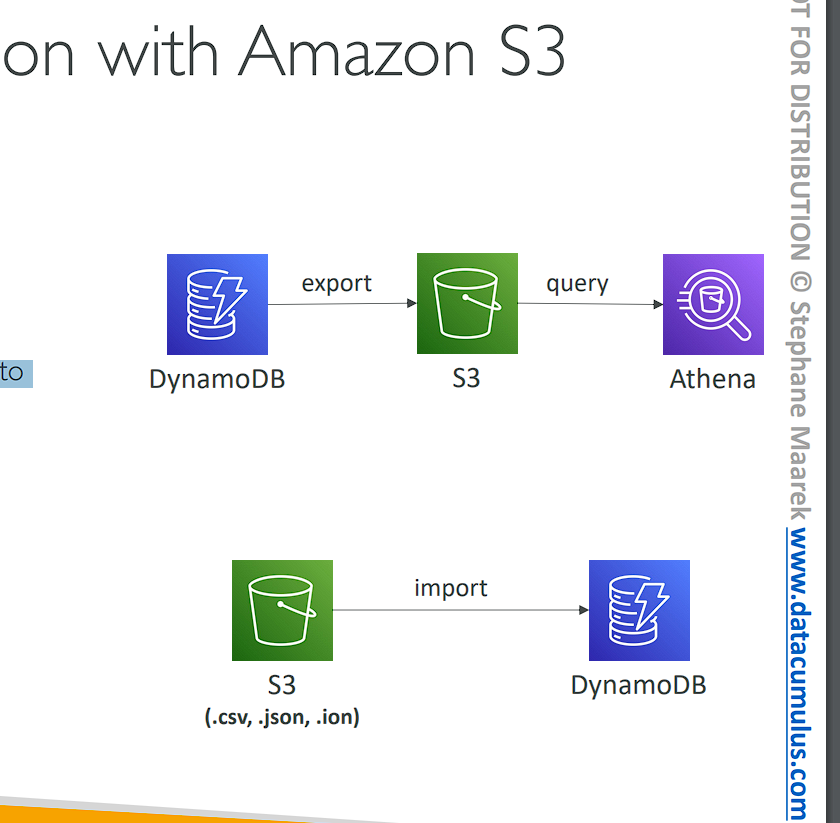 on with Amazon S3
export
query
to
DynamoDB
S3
Athena
import
S3
DynamoDB
(.csv, .json, .ion)
FOR DISTRIBUTION © Stephane Maarek www.datacumulus.com